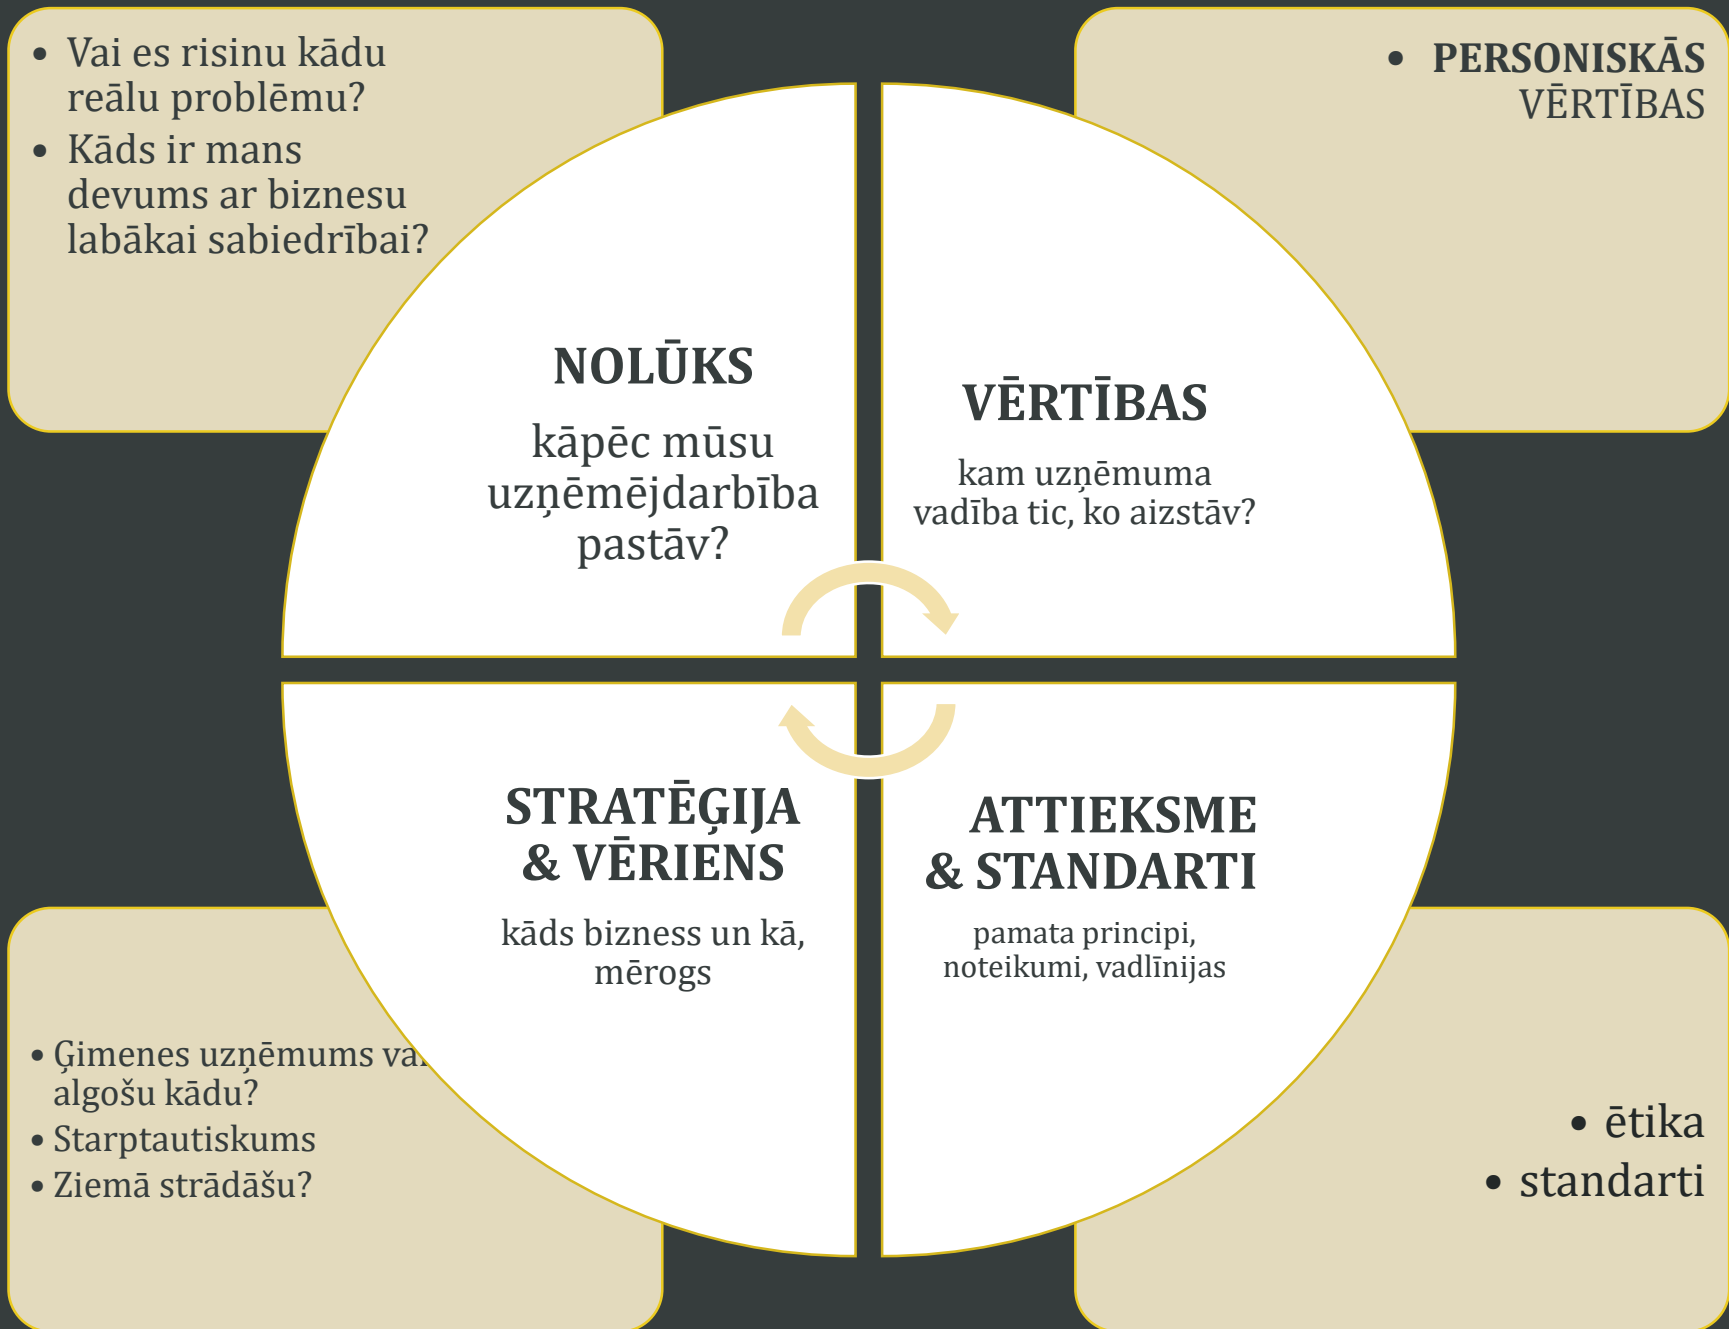 • Vai es risinu kādu
reālu problēmu?
• Kāds ir mans
devums ar biznesu
labākai sabiedrībai?
• PERSONISKĀS
VĒRTĪBAS
NOLŪKS
kāpēc mūsu
uzņēmējdarbība
pastāv?
VĒRTĪBAS
kam uzņēmuma
vadība tic, ko aizstāv?
STRATĒĢIJA
& VĒRIENS
kāds bizness un kā,
mērogs
ATTIEKSME
& STANDARTI
pamata principi,
noteikumi, vadlīnijas
• Ģimenes uzņēmums
algošu kādu?
• Starptautiskums
• Ziemā strādāšu?
• ētika
• standarti